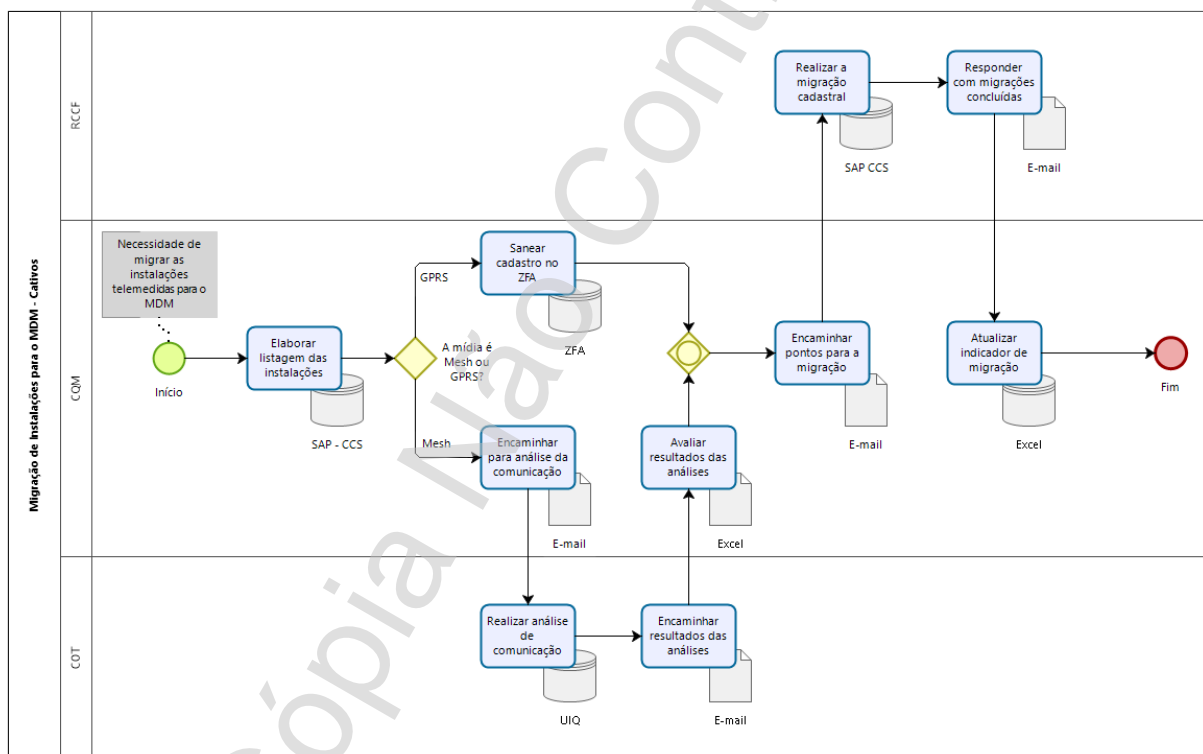 Migração de Instalações para o MDM - Cativos
RCCF
Realizar a
migração
cadastral
SAP CCS
Responder
com migrações
concluídas
E-mail
CQM
Necessidade de
migrar as
instalações
telemedidas para o
MDM
Início
Elaborar
listagem das
instalações
SAP - CCS
A mídia é
Mesh ou
GPRS?
GPRS
Sanear
cadastro no
ZFA
ZFA
Mesh
Encaminhar
para análise da
comunicação
E-mail
Avaliar
resultados das
análises
Excel
Encaminhar
pontos para a
migração
E-mail
Atualizar
indicador de
migração
Excel
Fim
COT
Realizar análise
de
comunicação
UIQ
Encaminhar
resultados das
análises
E-mail
ópia Não Cont